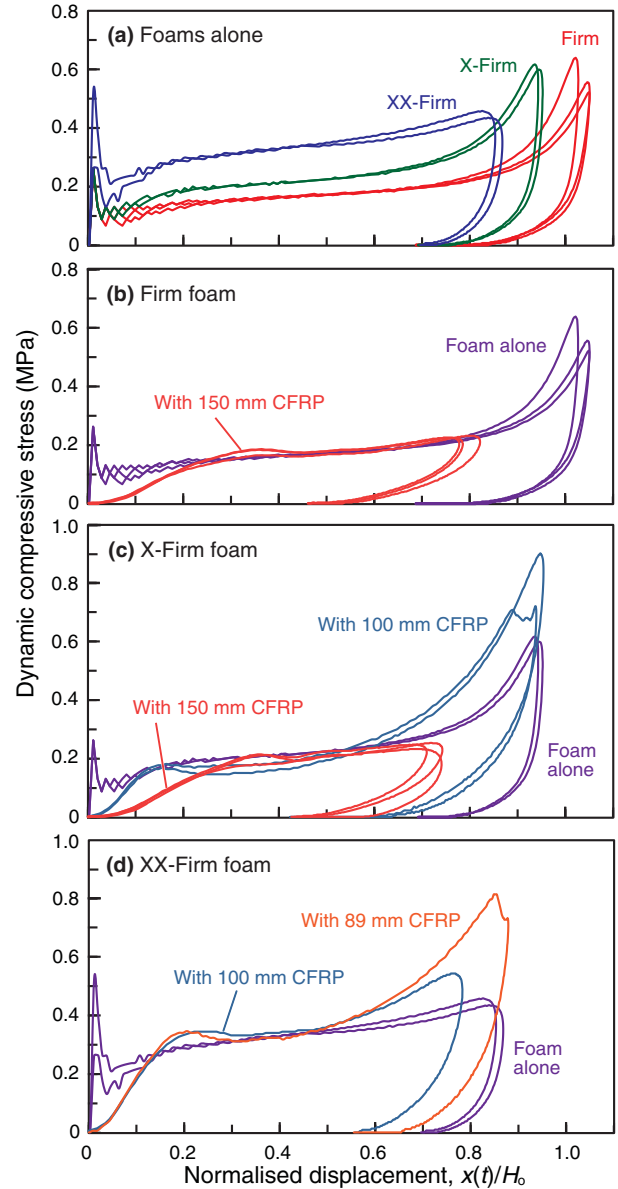 (a) Foams alone
Firm
X-Firm
XX-Firm
0.8
0.6
0.4
0.2
0
(b) Firm foam
Foam alone
With 150 mm CFRP
0.8
0.6
0.4
0.2
0
(c) X-Firm foam
With 100 mm CFRP
With 150 mm CFRP
Foam
alone
1.0
0.8
0.6
0.4
0.2
0
(d) XX-Firm foam
With 89 mm CFRP
With 100 mm CFRP
Foam
alone
1.0
0.8
0.6
0.4
0.2
0
0 0.2 0.4 0.6 0.8 1.0
Dynamic compressive stress (MPa)
Normalised displacement, x(t)/Ho